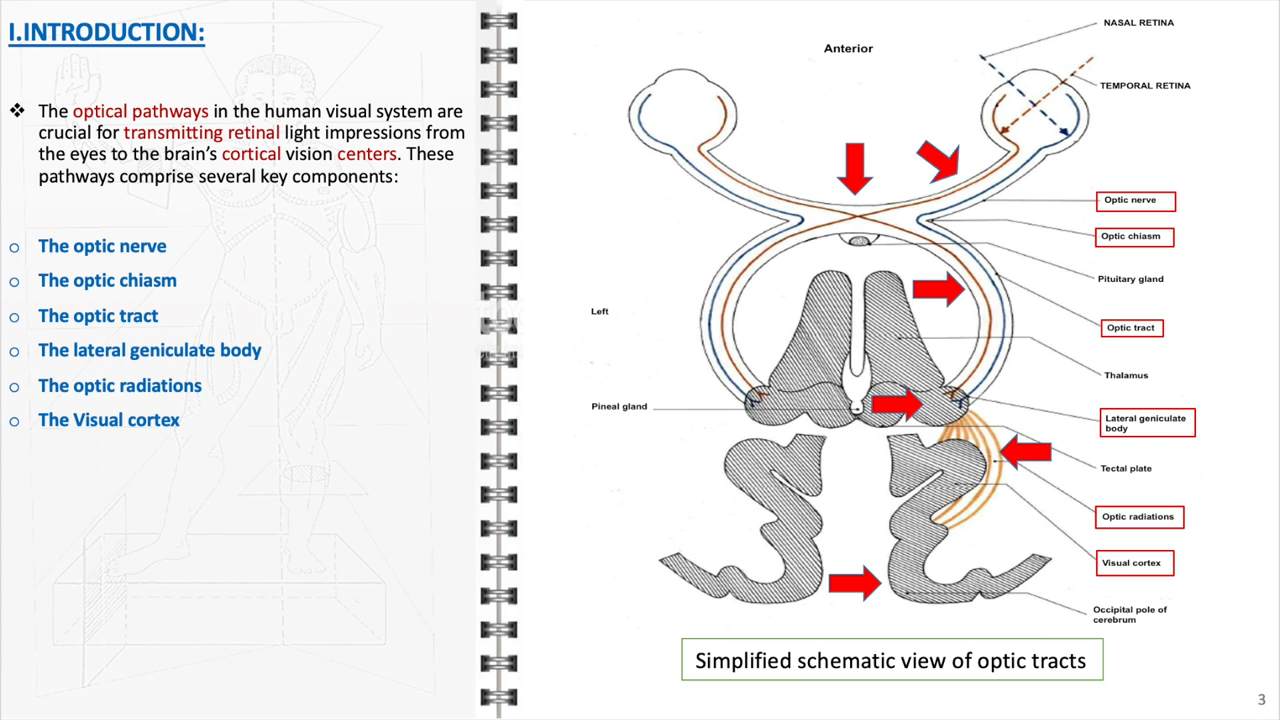 I.INTRODUCTION:
❖ The optical pathways in the human visual system are
crucial for transmitting retinal light impressions from
the eyes to the brain’s cortical vision centers. These
pathways comprise several key components:
o The optic nerve
o The optic chiasm
o The optic tract
o The lateral geniculate body
o The optic radiations
o The Visual cortex
NASAL RETINA
Anterior
TEMPORAL RETINA
Optic nerve
Optic chiasm
Pituitary gland
Left
Optic tract
Thalamus
Pineal gland
Lateral geniculate
body
Tectal plate
Optic radiations
Visual cortex
Occipital pole of
cerebrum
Simplified schematic view of optic tracts
3